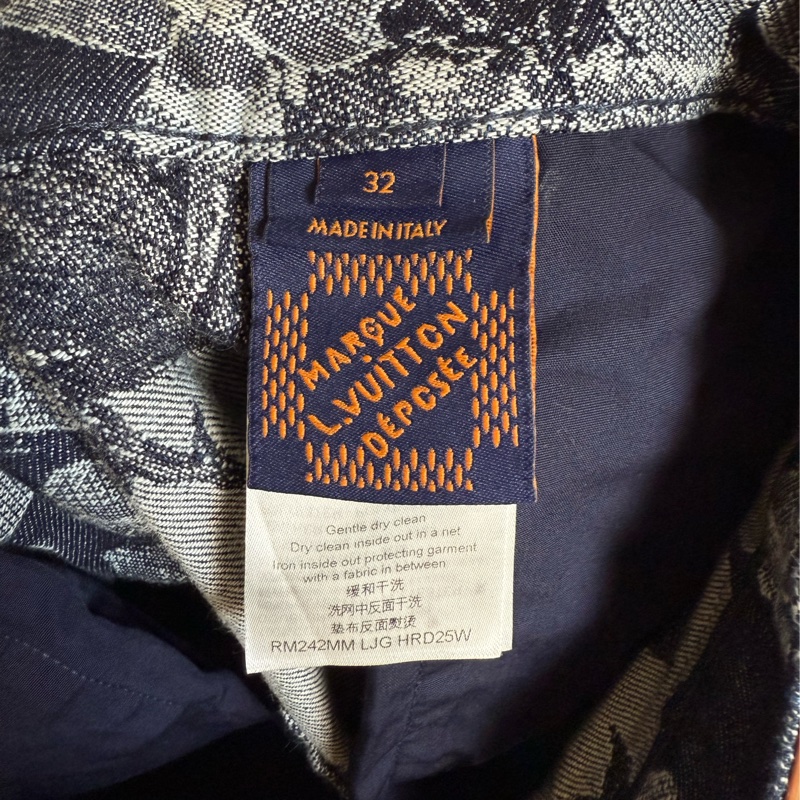 32
MADE IN ITALY
MARQUE
L.VUITTON
DÉPOSÉE
Gentle dry clean
Dry clean inside out in a net
Iron inside out protecting garment
with a fabric in between
缓和干洗
洗网中反面干洗
垫布反面熨烫
RM242MM LJG HRD25W